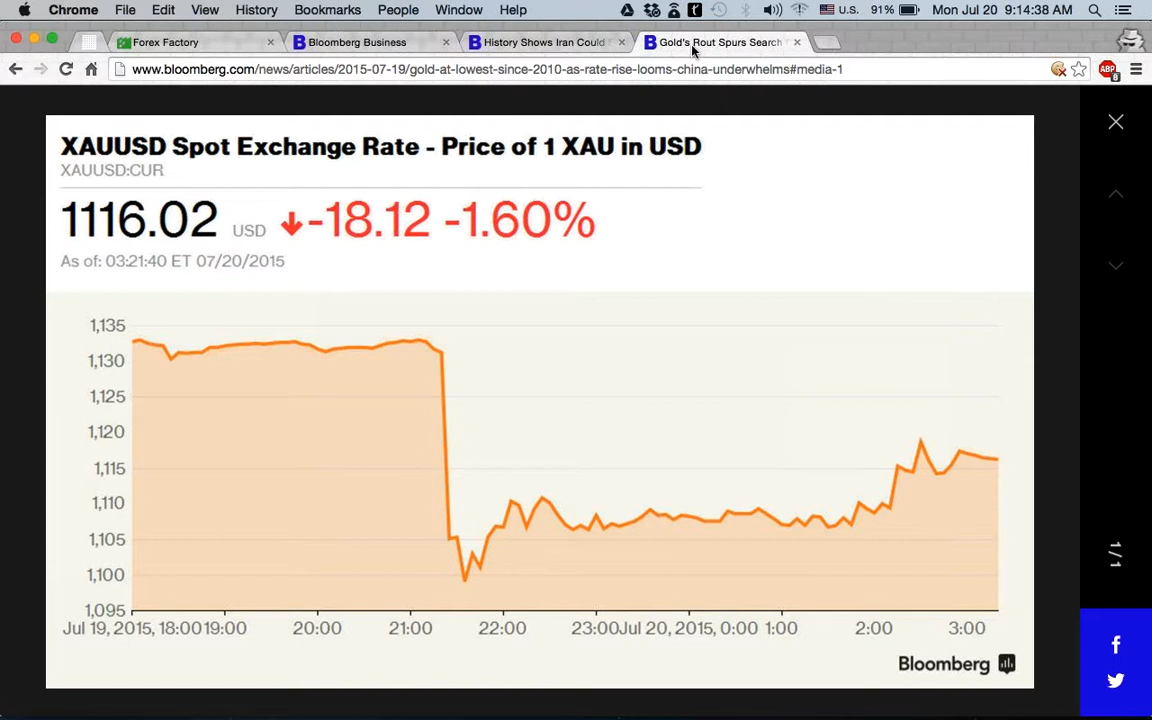 Chrome File Edit View History Bookmarks People Window Help U.S. 91% Mon Jul 20 9:14:38 AM
Forex Factory
Bloomberg Business
History Shows Iran Could
Gold's Rout Spurs Search
www.bloomberg.com/news/articles/2015-07-19/gold-at-lowest-since-2010-as-rate-rise-looms-china-underwhelms#media-1
ABP
XAUUSD Spot Exchange Rate - Price of 1 XAU in USD
XAUUSD:CUR
1116.02 USD -18.12 -1.60%
As of: 03:21:40 ET 07/20/2015
1,135
1,130
1,125
1,120
1,115
1,110
1,105
1,100
1,095
Jul 19, 2015, 18:00 19:00 20:00 21:00 22:00 23:00 Jul 20, 2015, 0:00 1:00 2:00 3:00
Bloomberg
1/1